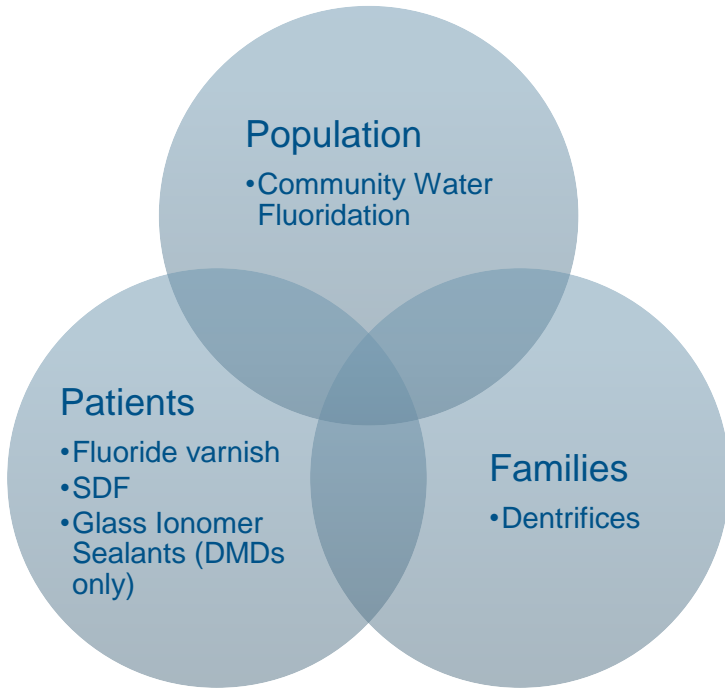 Population
•Community Water
Fluoridation
Patients
•Fluoride varnish
•SDF
•Glass Ionomer
Sealants (DMDs
only)
Families
•Dentrifices